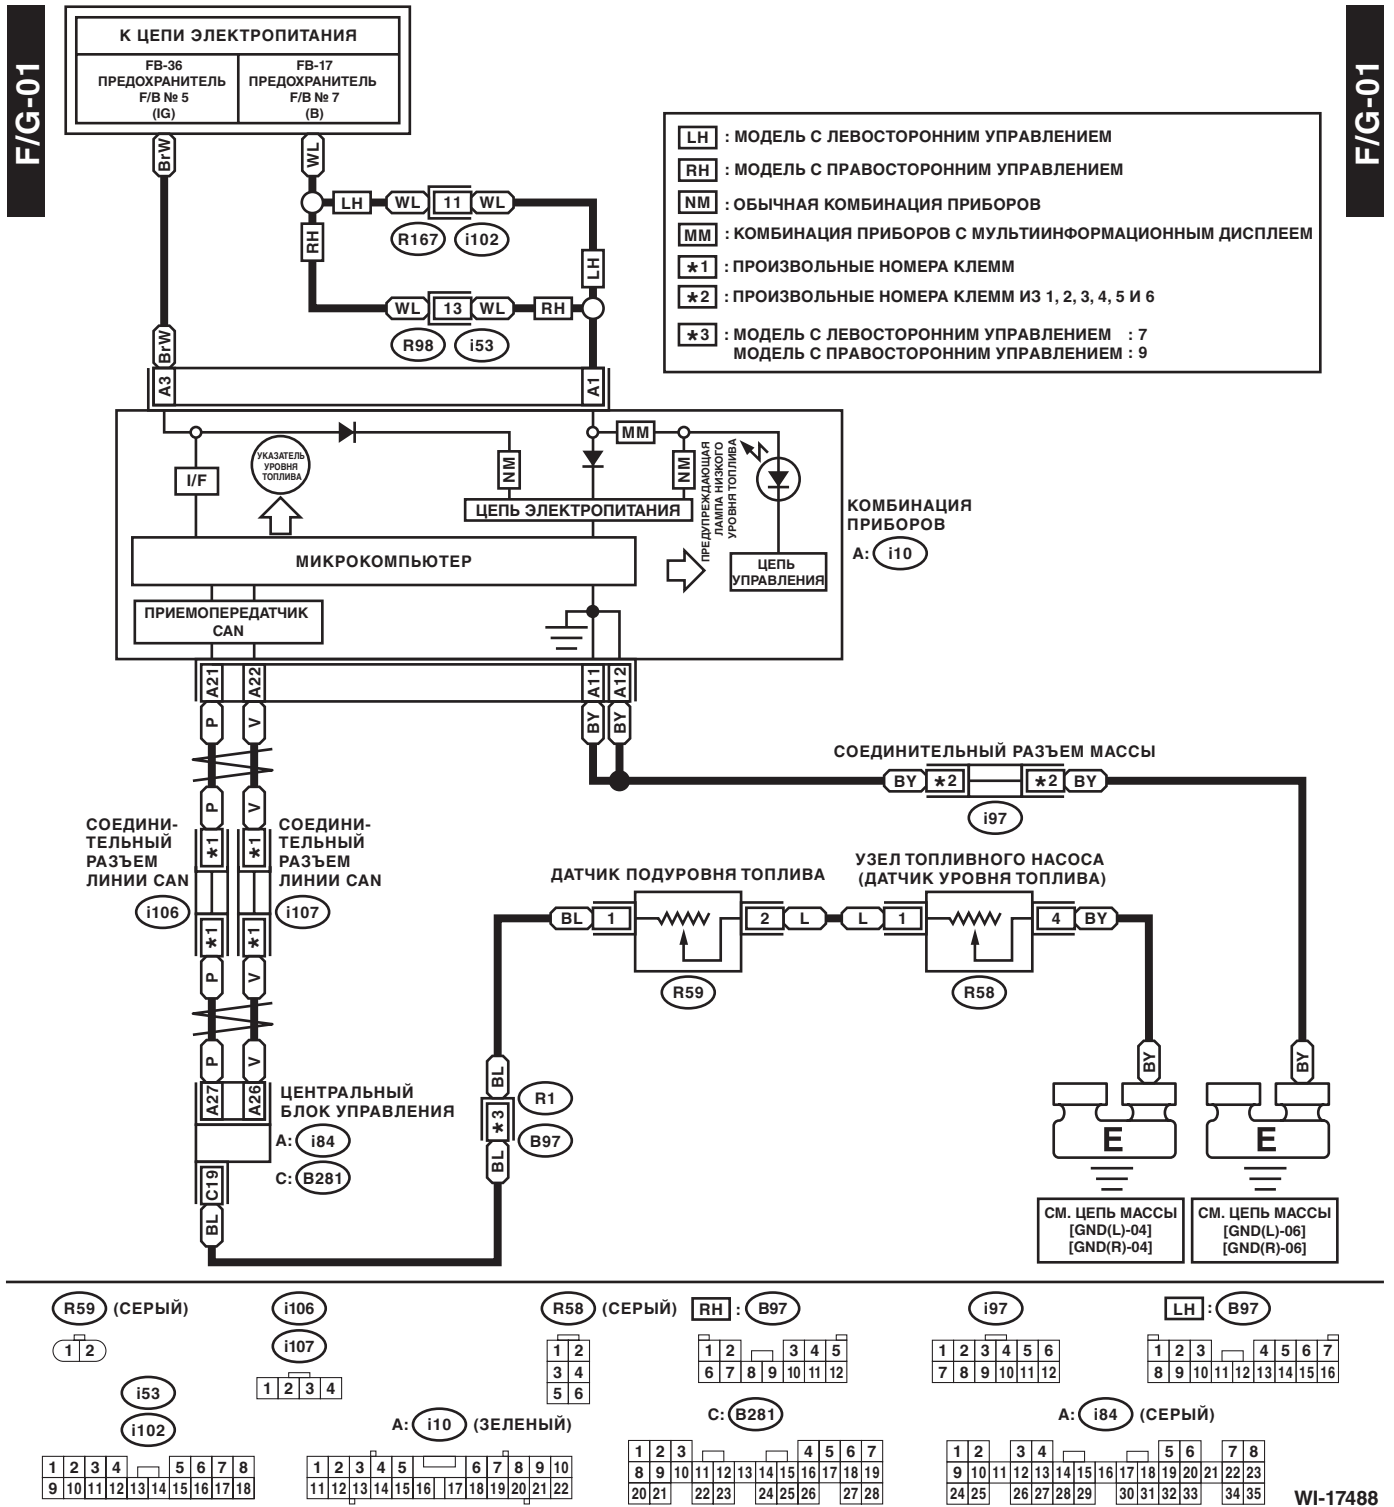 F/G-01
F/G-01
К ЦЕПИ ЭЛЕКТРОПИТАНИЯ
FB-36
ПРЕДОХРАНИТЕЛЬ
F/B № 5
(IG)
FB-17
ПРЕДОХРАНИТЕЛЬ
F/B № 7
(B)
BrW
WL
LH
WL
11
WL
R167
i102
RH
LH
WL
13
WL
RH
R98
i53
BrW
A3
A1
LH : МОДЕЛЬ С ЛЕВОСТОРОННИМ УПРАВЛЕНИЕМ
RH : МОДЕЛЬ С ПРАВОСТОРОННИМ УПРАВЛЕНИЕМ
NM : ОБЫЧНАЯ КОМБИНАЦИЯ ПРИБОРОВ
MM : КОМБИНАЦИЯ ПРИБОРОВ С МУЛЬТИИНФОРМАЦИОННЫМ ДИСПЛЕЕМ
*1 : ПРОИЗВОЛЬНЫЕ НОМЕРА КЛЕММ
*2 : ПРОИЗВОЛЬНЫЕ НОМЕРА КЛЕММ ИЗ 1, 2, 3, 4, 5 И 6
*3 : МОДЕЛЬ С ЛЕВОСТОРОННИМ УПРАВЛЕНИЕМ : 7
МОДЕЛЬ С ПРАВОСТОРОННИМ УПРАВЛЕНИЕМ : 9
I/F
УКАЗАТЕЛЬ
УРОВНЯ
ТОПЛИВА
NM
MM
NM
ПРЕДУПРЕЖДАЮЩАЯ
ЛАМПА НИЗКОГО
УРОВНЯ ТОПЛИВА
ЦЕПЬ ЭЛЕКТРОПИТАНИЯ
МИКРОКОМПЬЮТЕР
ЦЕПЬ
УПРАВЛЕНИЯ
КОМБИНАЦИЯ
ПРИБОРОВ
A: i10
ПРИЕМОПЕРЕДАТЧИК
CAN
A21
A22
A11
A12
P
V
BY
BY
СОЕДИНИТЕЛЬНЫЙ РАЗЪЕМ МАССЫ
BY
*2
*2
BY
i97
P
V
СОЕДИНИ-
ТЕЛЬНЫЙ
РАЗЪЕМ
ЛИНИИ CAN
i106
*1
*1
СОЕДИНИ-
ТЕЛЬНЫЙ
РАЗЪЕМ
ЛИНИИ CAN
i107
*1
*1
P
V
ДАТЧИК ПОДУРОВНЯ ТОПЛИВА
УЗЕЛ ТОПЛИВНОГО НАСОСА
(ДАТЧИК УРОВНЯ ТОПЛИВА)
BL
1
2
L
L
1
4
BY
R59
R58
P
V
A27
A26
ЦЕНТРАЛЬНЫЙ
БЛОК УПРАВЛЕНИЯ
A: i84
C: B281
C19
BL
BL
*3
BL
R1
B97
BY
BY
E
E
СМ. ЦЕПЬ МАССЫ
[GND(L)-04]
[GND(R)-04]
СМ. ЦЕПЬ МАССЫ
[GND(L)-06]
[GND(R)-06]
R59 (СЕРЫЙ)
1 2
i106
i107
1 2 3 4
R58 (СЕРЫЙ)
1 2
3 4
5 6
RH : B97
1 2 3 4 5
6 7 8 9 10 11 12
i97
1 2 3 4 5 6
7 8 9 10 11 12
LH : B97
1 2 3 4 5 6 7
8 9 10 11 12 13 14 15 16
i53
i102
1 2 3 4 5 6 7 8
9 10 11 12 13 14 15 16 17 18
A: i10 (ЗЕЛЕНЫЙ)
1 2 3 4 5 6 7 8 9 10
11 12 13 14 15 16 17 18 19 20 21 22
C: B281
1 2 3 4 5 6 7
8 9 10 11 12 13 14 15 16 17 18 19
20 21 22 23 24 25 26 27 28
A: i84 (СЕРЫЙ)
1 2 3 4 5 6 7 8
9 10 11 12 13 14 15 16 17 18 19 20 21 22 23
24 25 26 27 28 29 30 31 32 33 34 35
WI-17488